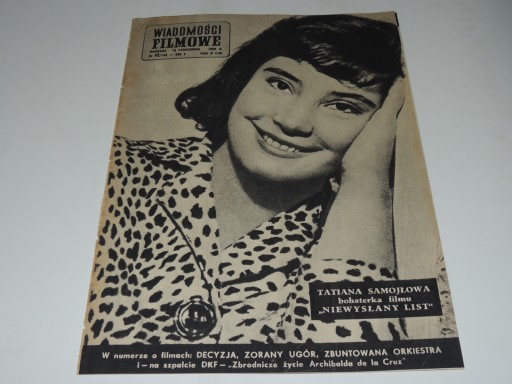 WIADOMOŚCI
FILMOWE
TATIANA SAMOJŁOWA
bohaterka filmu
„NIEWYSŁANY LIST"
W numerze o filmach: DECYZJA, ZORANY UGÓR, ZBUNTOWANA ORKIESTRA
i — na szpalcie DKF — „Zbrodnicze życie Archibalda de la Cruz"